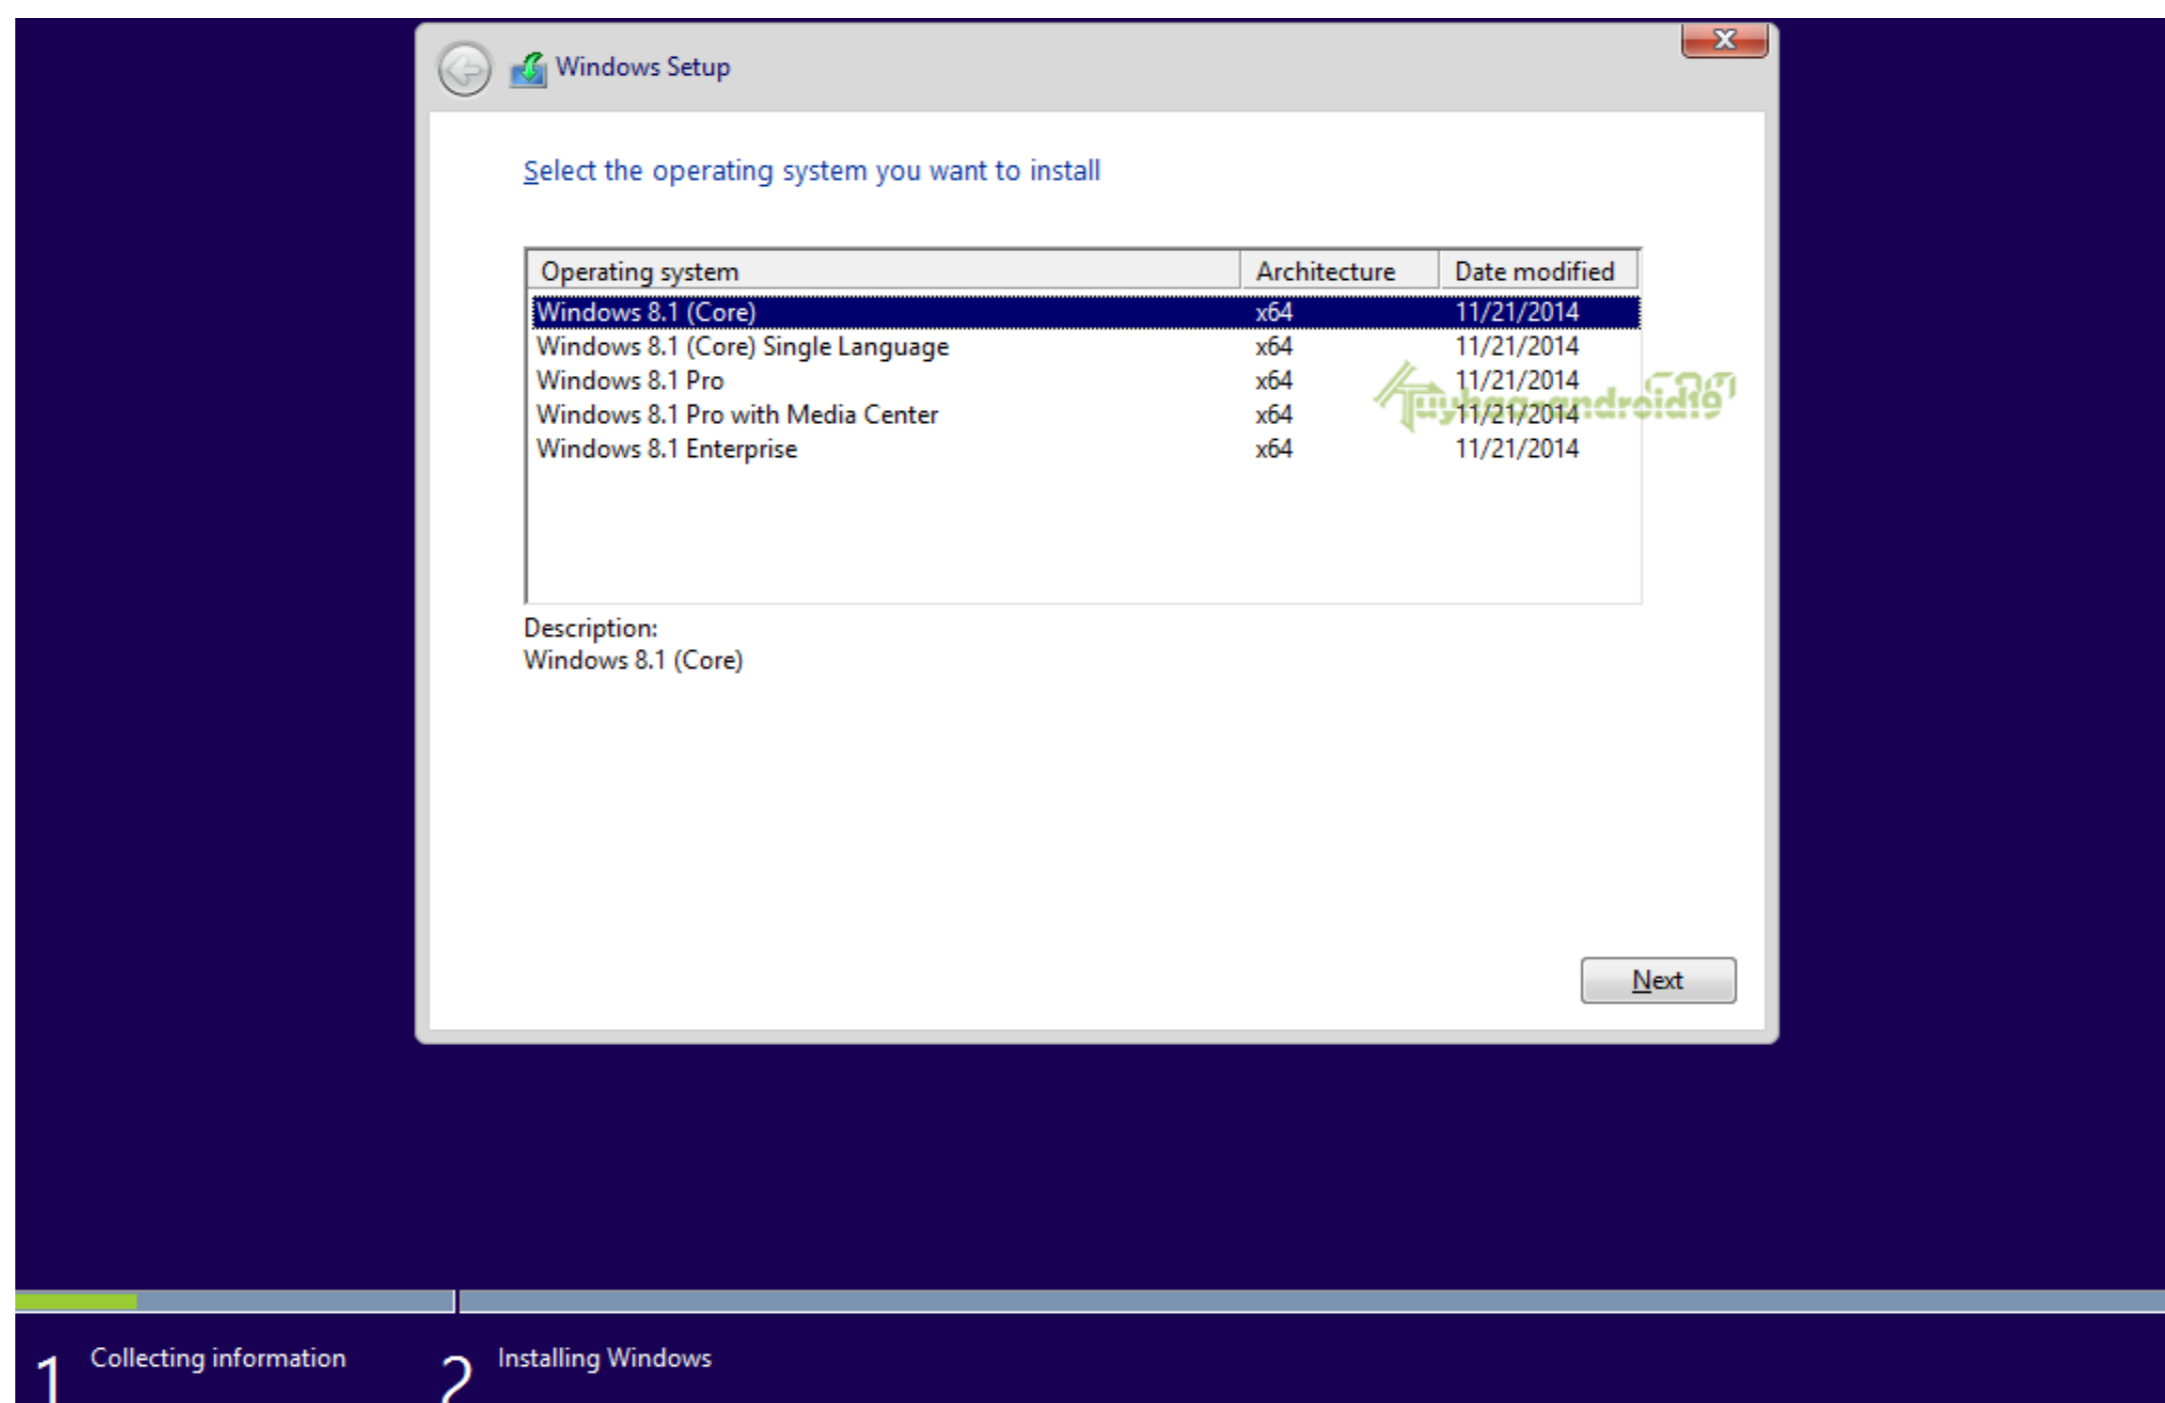 Windows Setup
Select the operating system you want to install
Operating system Architecture Date modified
Windows 8.1 (Core) x64 11/21/2014
Windows 8.1 (Core) Single Language x64 11/21/2014
Windows 8.1 Pro x64 11/21/2014
Windows 8.1 Pro with Media Center x64 11/21/2014
Windows 8.1 Enterprise x64 11/21/2014
Description:
Windows 8.1 (Core)
Next
1 Collecting information 2 Installing Windows